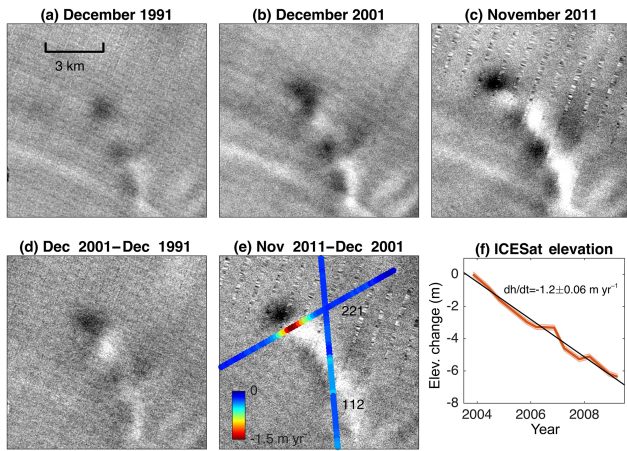 (a) December 1991
(b) December 2001
(c) November 2011
3 km
(d) Dec 2001−Dec 1991
(e) Nov 2011−Dec 2001
(f) ICESat elevation
221
112
0
-1.5 m yr⁻
dh/dt=-1.2±0.06 m yr⁻¹
Elev. change (m)
0
-2
-4
-6
-8
2004
2006
2008
Year